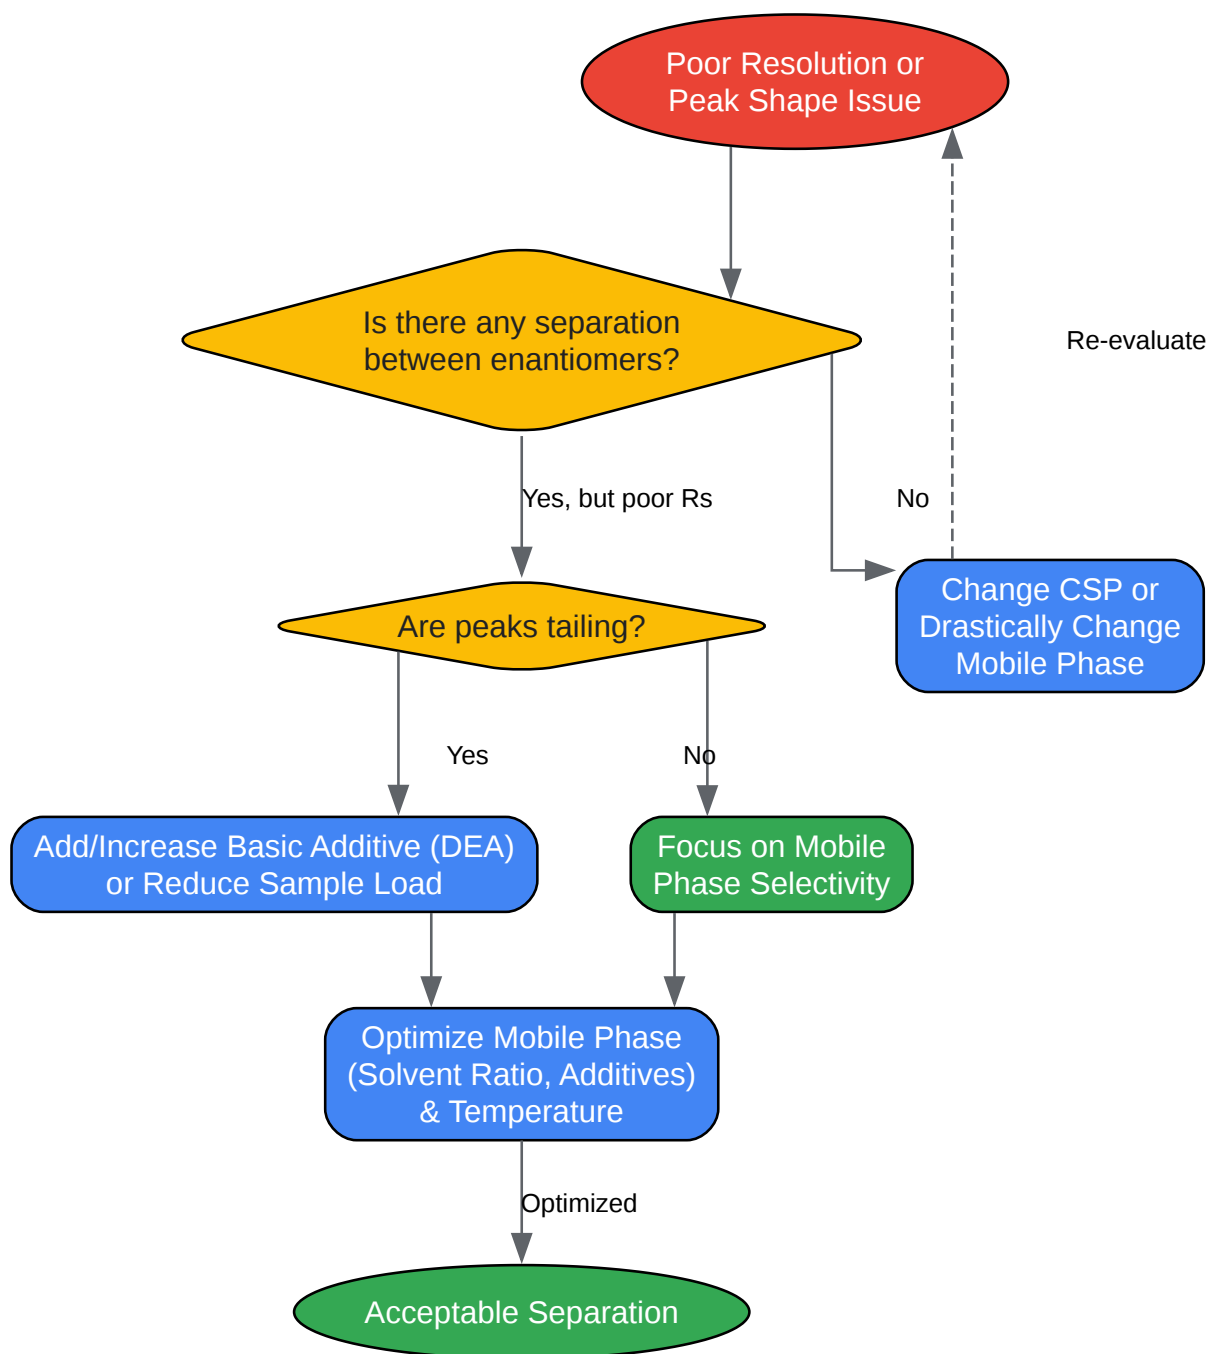 Poor Resolution or
Peak Shape Issue
Is there any separation
between enantiomers?
Re-evaluate
Yes, but poor Rs
No
Change CSP or
Drastically Change
Mobile Phase
Are peaks tailing?
Yes
No
Add/Increase Basic Additive (DEA)
or Reduce Sample Load
Focus on Mobile
Phase Selectivity
Optimize Mobile Phase
(Solvent Ratio, Additives)
& Temperature
Optimized
Acceptable Separation